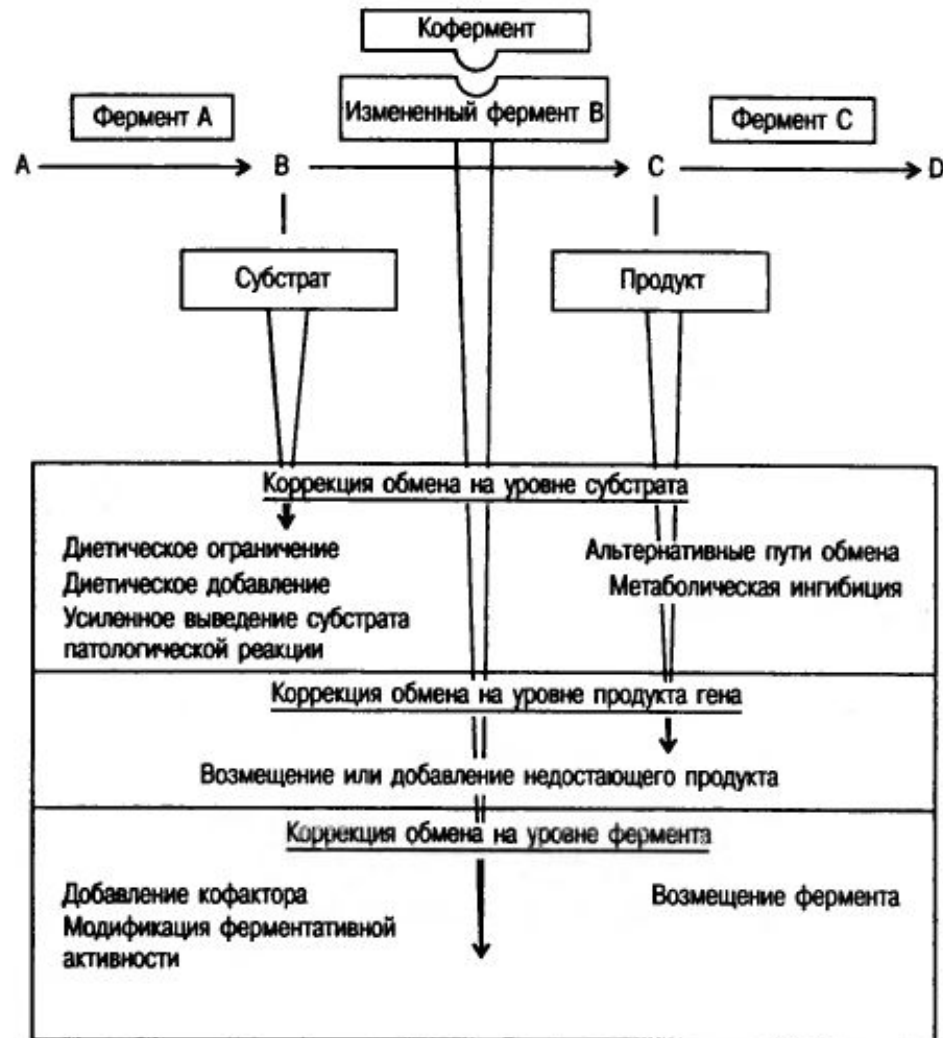 Кофермент
Фермент А
Измененный фермент В
Фермент С
А
В
С
D
Субстрат
Продукт
Коррекция обмена на уровне субстрата
Диетическое ограничение
Диетическое добавление
Усиленное выведение субстрата
патологической реакции
Альтернативные пути обмена
Метаболическая ингибиция
Коррекция обмена на уровне продукта гена
Возмещение или добавление недостающего продукта
Коррекция обмена на уровне фермента
Добавление кофактора
Модификация ферментативной
активности
Возмещение фермента